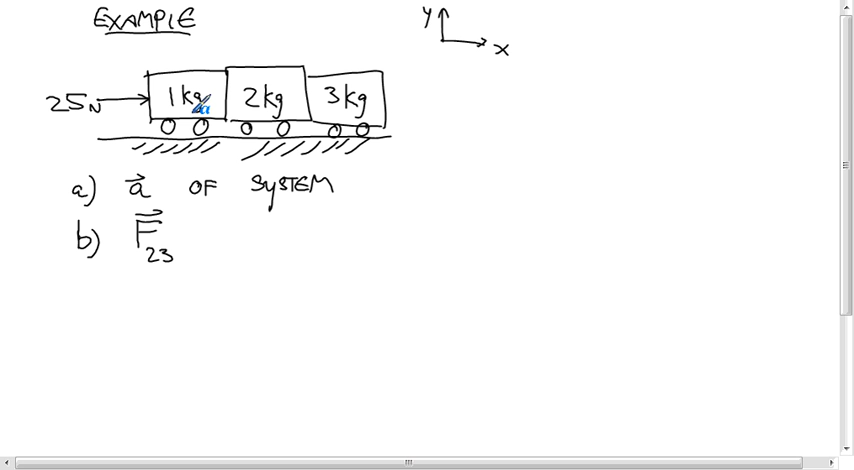 EXAMPLE
y
x
25N 1kg 2kg 3kg
a) a⃗ OF SYSTEM
b) F⃗23